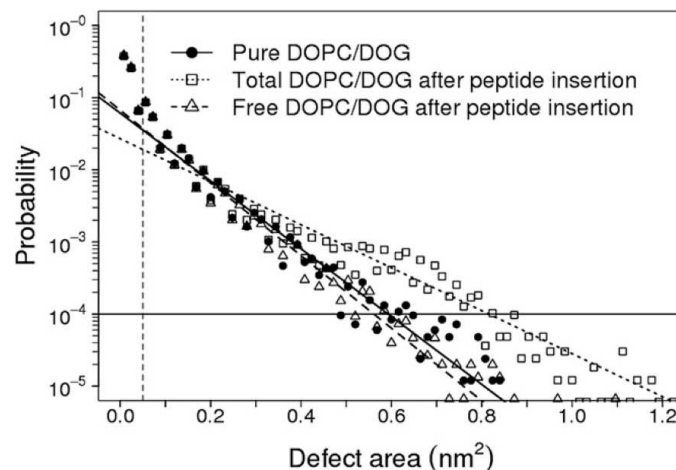 Pure DOPC/DOG
Total DOPC/DOG after peptide insertion
Free DOPC/DOG after peptide insertion
Probability
10⁰
10⁻¹
10⁻²
10⁻³
10⁻⁴
10⁻⁵
0.0 0.2 0.4 0.6 0.8 1.0 1.2
Defect area (nm²)